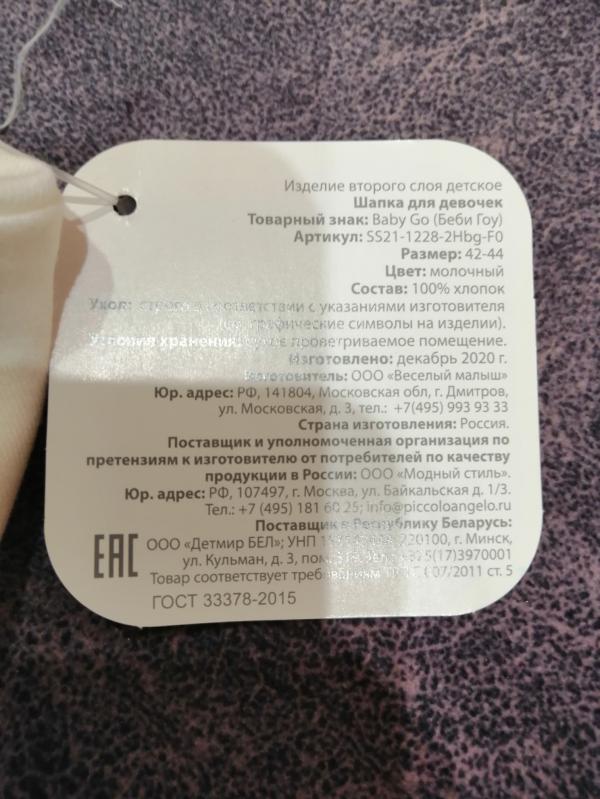 Изделие второго слоя детское
Шапка для девочек
Товарный знак: Baby Go (Беби Гоу)
Артикул: SS21-1228-2Hbg-F0
Размер: 42-44
Цвет: молочный
Состав: 100% хлопок
Уход: строго в соответствии с указаниями изготовителя
графические символы на изделии).
Условия хранения: проветриваемое помещение.
Изготовлено: декабрь 2020 г.
Изготовитель: ООО «Веселый малыш»
Юр. адрес: РФ, 141804, Московская обл, г. Дмитров,
ул. Московская, д. 3, тел.: +7(495) 993 93 33
Страна изготовления: Россия.
Поставщик и уполномоченная организация по
претензиям к изготовителю от потребителей по качеству
продукции в России: ООО «Модный стиль».
Юр. адрес: РФ, 107497, г. Москва, ул. Байкальская д. 1/3.
Тел.: +7 (495) 181 60 25; info@piccoloangelo.ru
Поставщик в Республику Беларусь:
ООО «Детмир БЕЛ»; УНП 220100, г. Минск,
ул. Кульман, д. 3, пом.
Товар соответствует требованиям 007/2011 ст. 5
ГОСТ 33378-2015
EAC